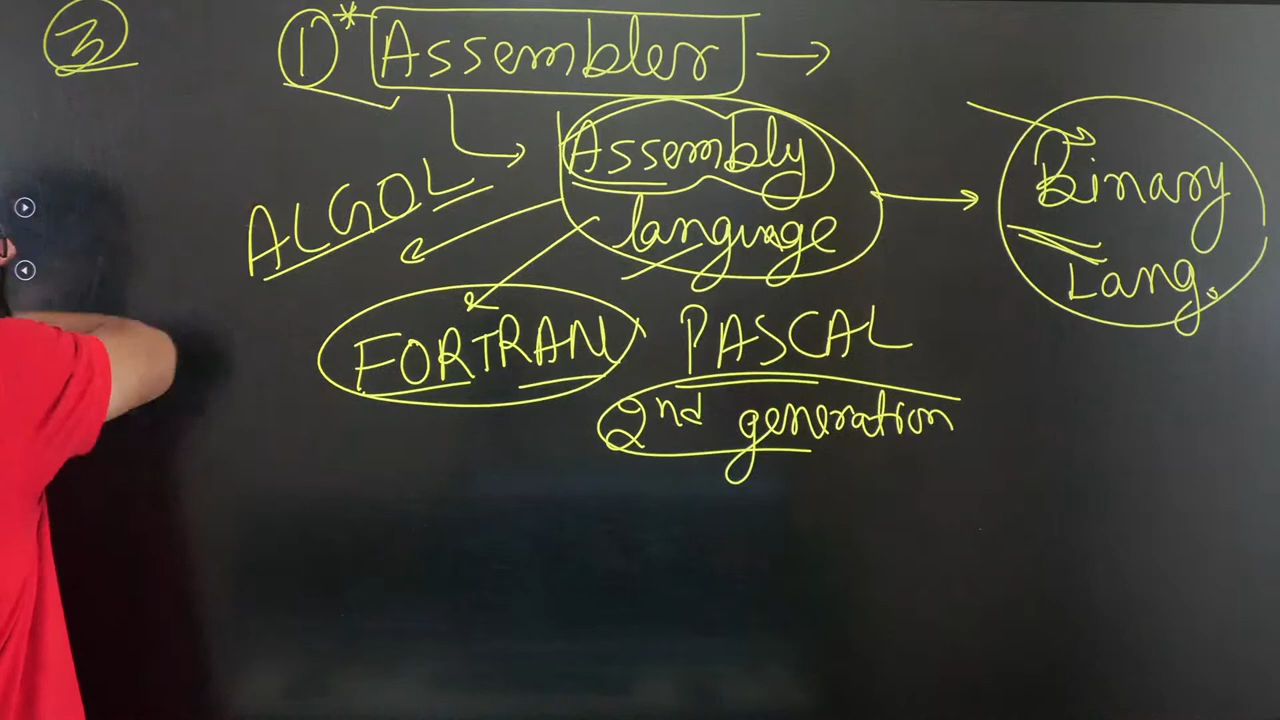 3
1* Assembler →
Assembly
language → Binary
Lang.
ALGOL
FORTRAN PASCAL
2nd generation